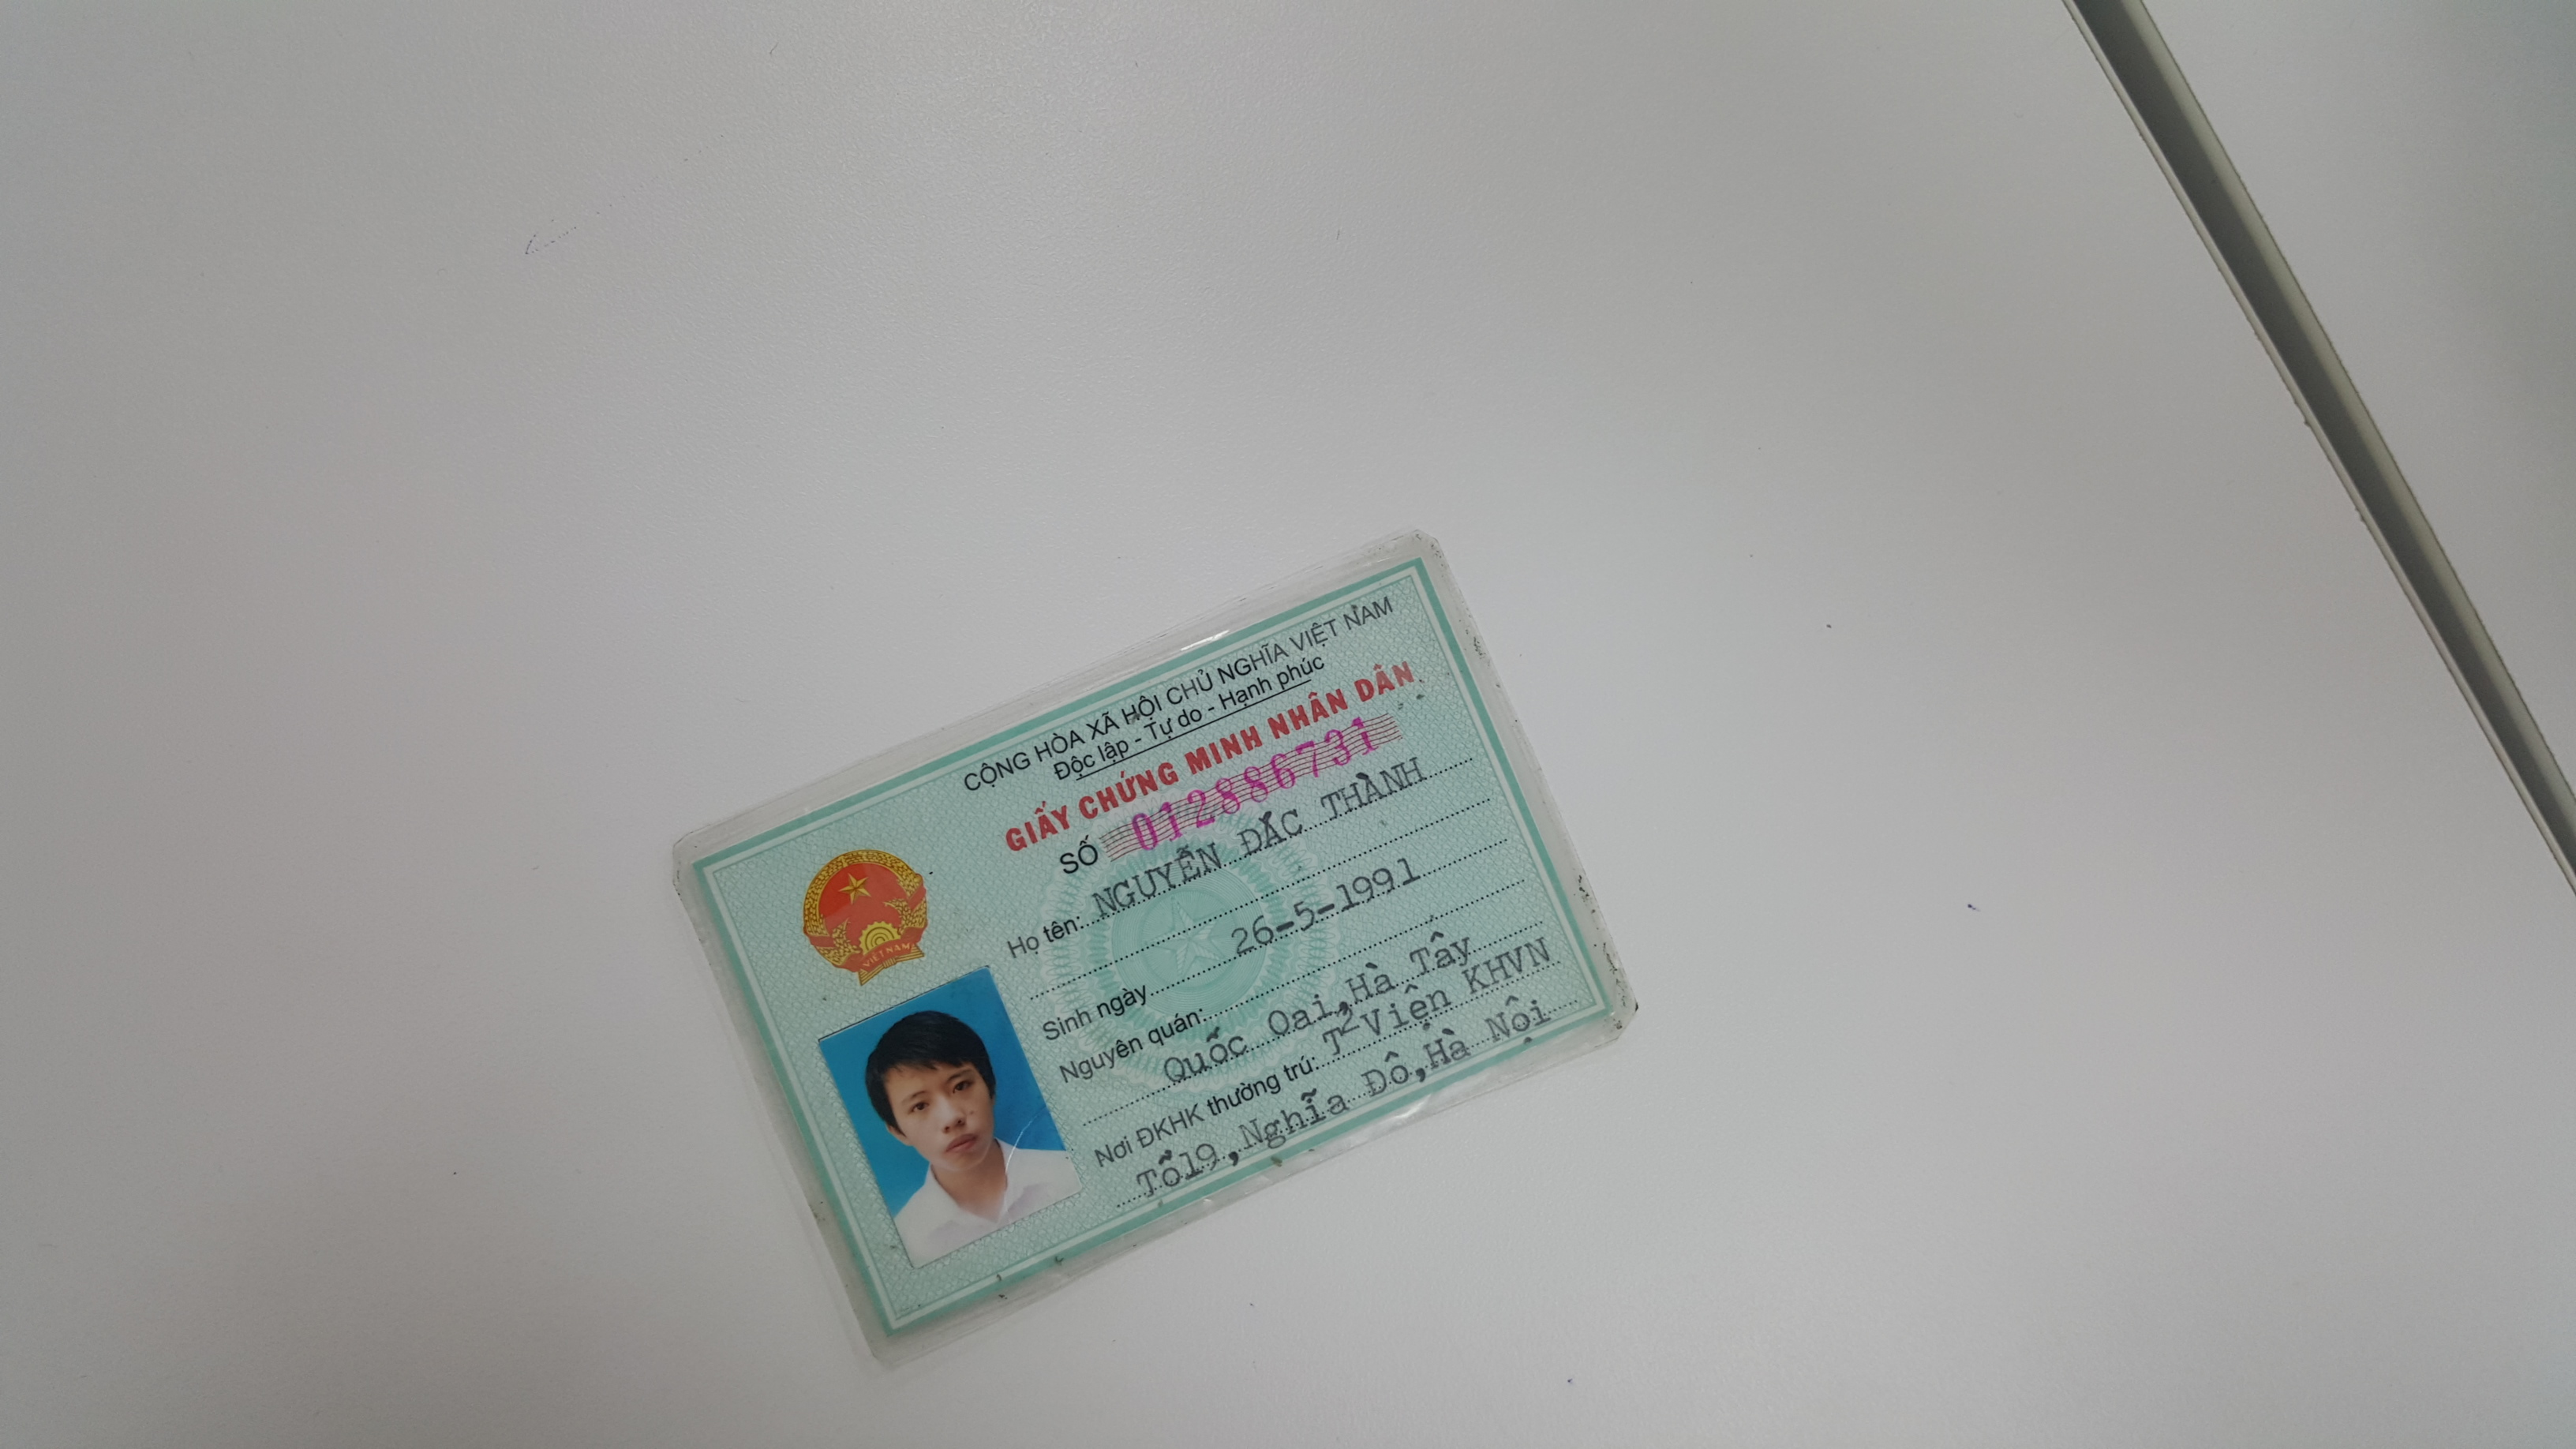 CỘNG HÒA XÃ HỘI CHỦ NGHĨA VIỆT NAM
Độc lập - Tự do - Hạnh phúc
GIẤY CHỨNG MINH NHÂN DÂN
SỐ 012886731
Họ tên: NGUYỄN ĐẮC THÀNH
Sinh ngày 26-5-1991
Nguyên quán:
Quốc Oai,Hà Tây
Nơi ĐKHK thường trú: T²Viện KHVN
Tổ19,Nghĩa Đô,Hà Nội
VIỆT NAM